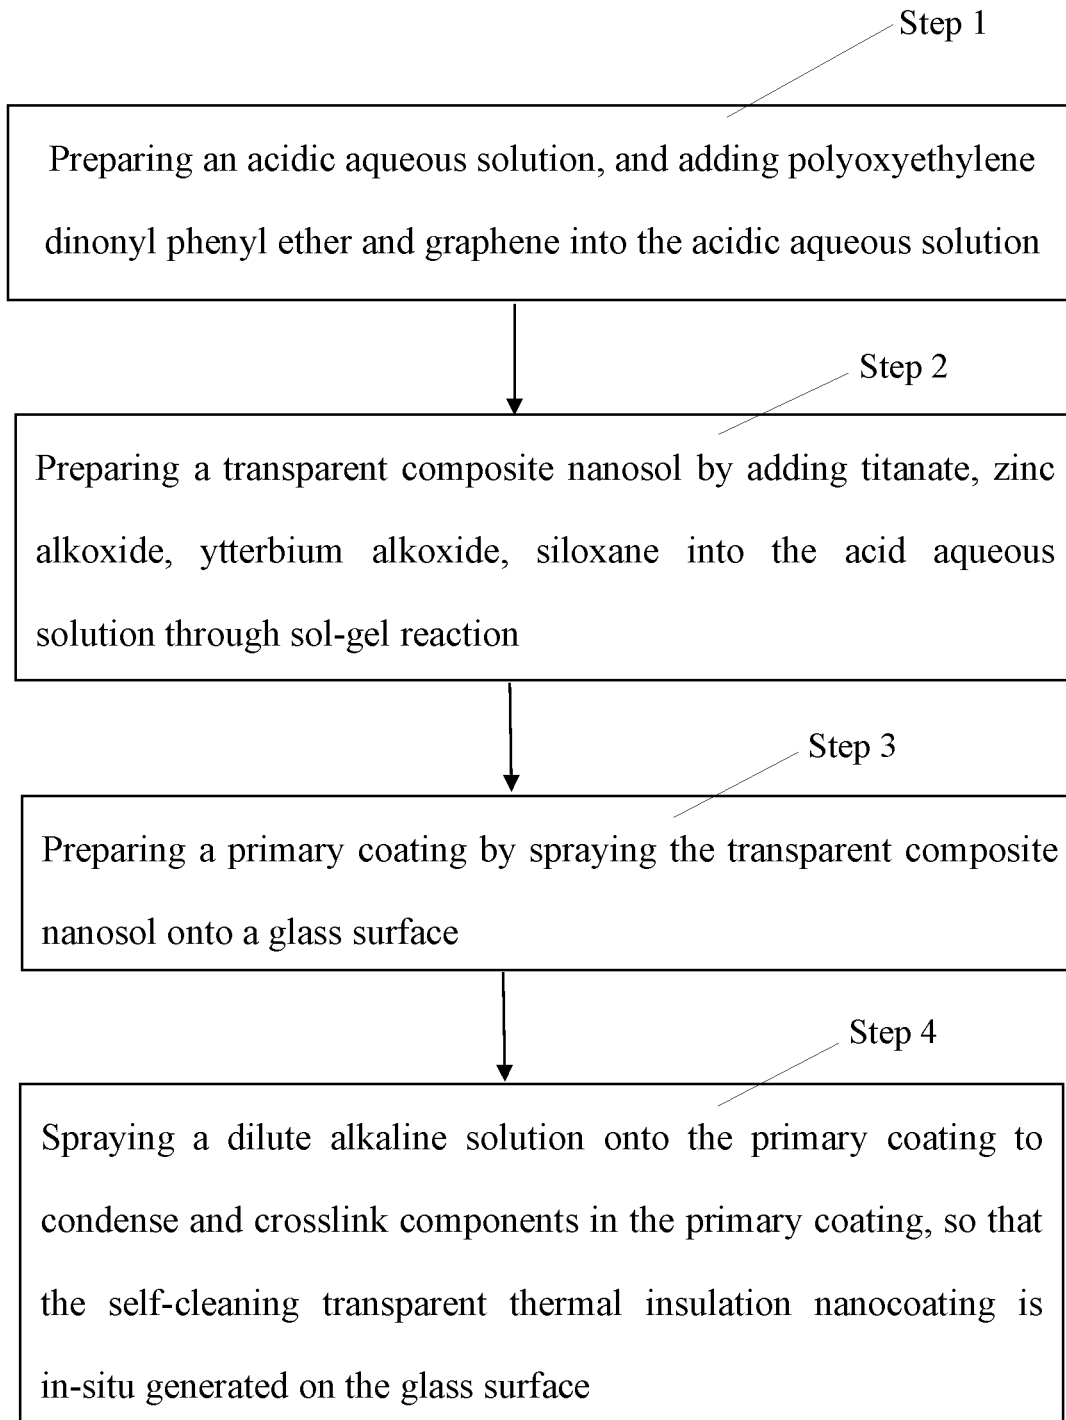 Step 1
Preparing an acidic aqueous solution, and adding polyoxyethylene
dinonyl phenyl ether and graphene into the acidic aqueous solution
Step 2
Preparing a transparent composite nanosol by adding titanate, zinc
alkoxide, ytterbium alkoxide, siloxane into the acid aqueous
solution through sol-gel reaction
Step 3
Preparing a primary coating by spraying the transparent composite
nanosol onto a glass surface
Step 4
Spraying a dilute alkaline solution onto the primary coating to
condense and crosslink components in the primary coating, so that
the self-cleaning transparent thermal insulation nanocoating is
in-situ generated on the glass surface